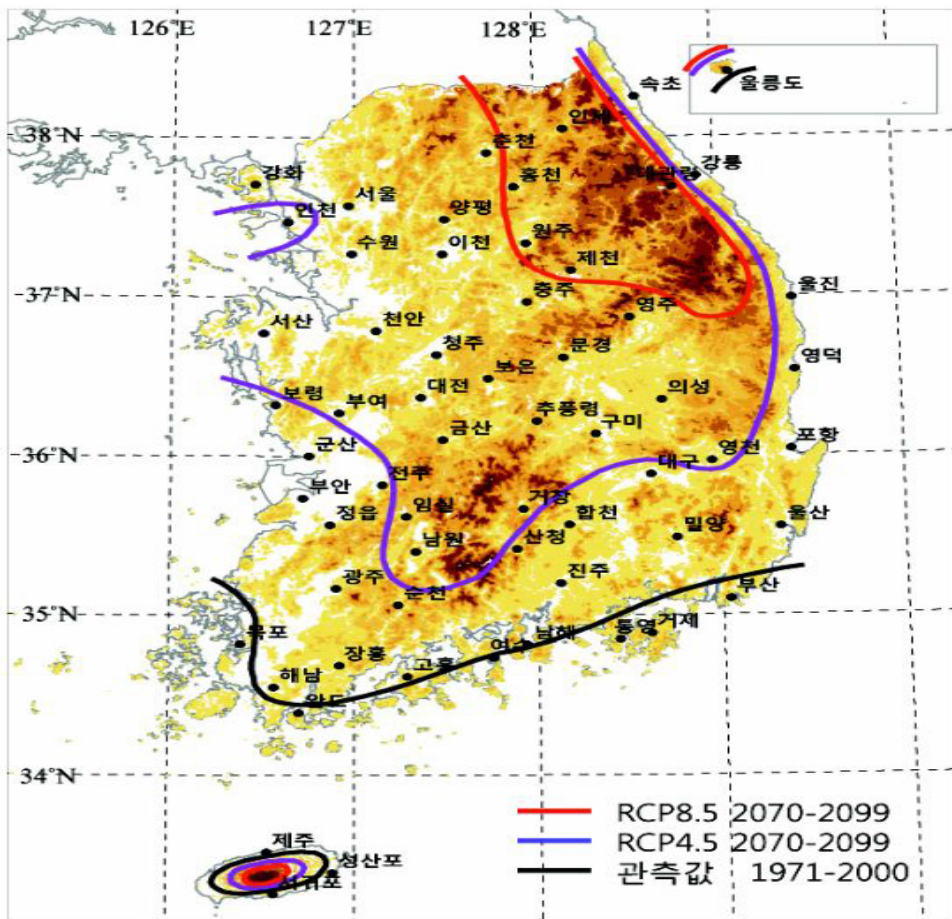 126°E 127°E 128°E
속초
울릉도
38°N
인제
춘천
강화
홍천
강릉
대관령
서울
인천
양평
원주
수원
이천
제천
37°N
충주
울진
영주
서산
천안
청주
문경
보은
영덕
보령
부여
대전
의성
추풍령
구미
금산
36°N
군산
영천
포항
대구
전주
부안
임실
거창
정읍
합천
울산
밀양
남원
산청
광주
진주
순천
부산
35°N
목포
남해
통영
거제
여수
장흥
고흥
해남
완도
34°N
제주
성산포
서귀포
RCP8.5 2070-2099
RCP4.5 2070-2099
관측값 1971-2000